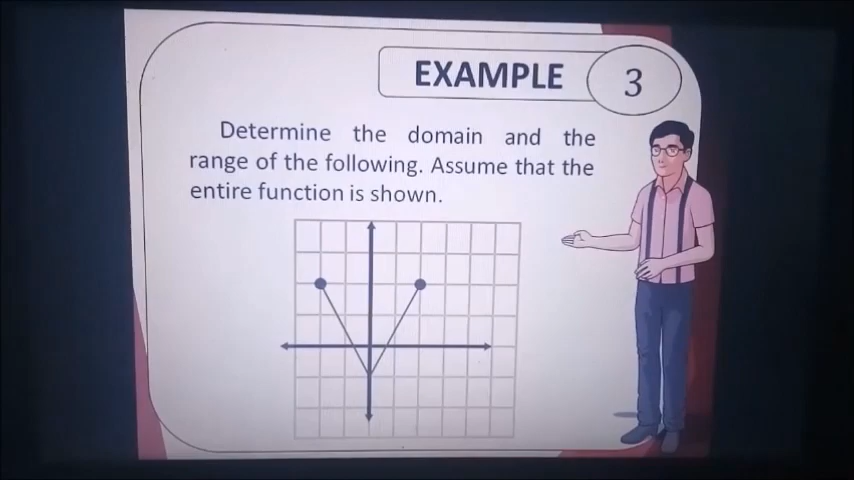 EXAMPLE 3
Determine the domain and the
range of the following. Assume that the
entire function is shown.